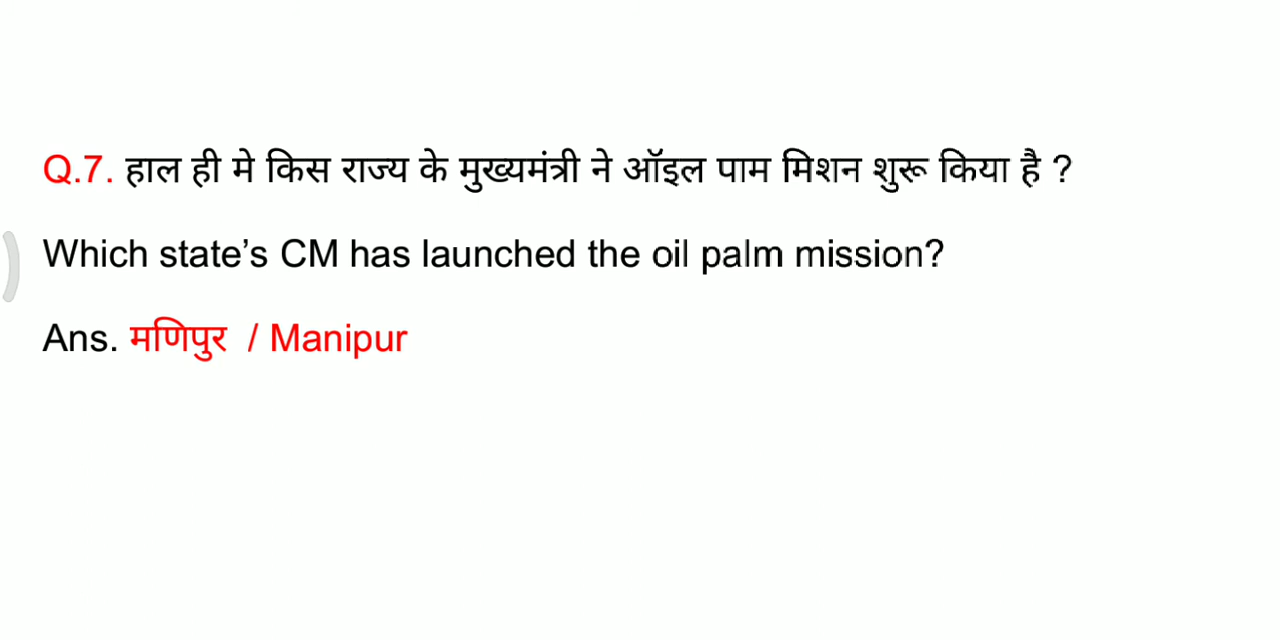 Q.7. हाल ही मे किस राज्य के मुख्यमंत्री ने ऑइल पाम मिशन शुरू किया है ?
Which state’s CM has launched the oil palm mission?
Ans. मणिपुर / Manipur